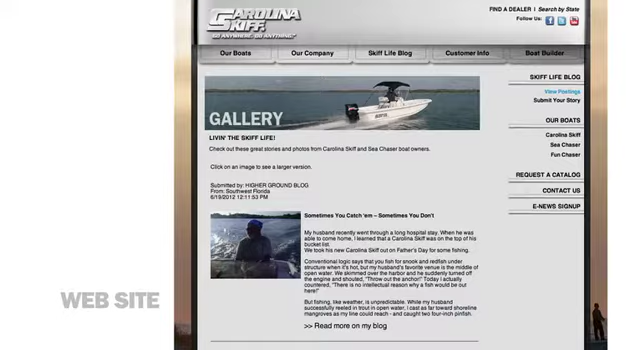 CAROLINA
SKIFF.
GO ANYWHERE. DO ANYTHING.
FIND A DEALER | Search by State
Follow Us:
Our Boats
Our Company
Skiff Life Blog
Customer Info
Boat Builder
GALLERY
LIVIN' THE SKIFF LIFE!
Check out these great stories and photos from Carolina Skiff and Sea Chaser boat owners.
Click on an image to see a larger version.
Submitted by: HIGHER GROUND BLOG
From: Southwest Florida
6/19/2012 12:11:53 PM
Sometimes You Catch 'em – Sometimes You Don't
My husband recently went through a long hospital stay. When he was
able to come home, I learned that a Carolina Skiff was on the top of his
bucket list.
We took his new Carolina Skiff out on Father's Day for some fishing.
Conventional logic says that you fish for snook and redfish under
structure when it's hot, but my husband's favorite venue is the middle of
open water. We skimmed over the harbor and he suddenly turned off
the engine and shouted, "Throw out the anchor!" Today I actually
countered, "There is no intellectual reason why a fish would be out
here!"
But fishing, like weather, is unpredictable. While my husband
successfully reeled in trout in open water, I cast as far toward shoreline
mangroves as my line could reach - and caught two four-inch pinfish.
>> Read more on my blog
SKIFF LIFE BLOG
View Postings
Submit Your Story
OUR BOATS
Carolina Skiff
Sea Chaser
Fun Chaser
REQUEST A CATALOG
CONTACT US
E-NEWS SIGNUP
WEB SITE